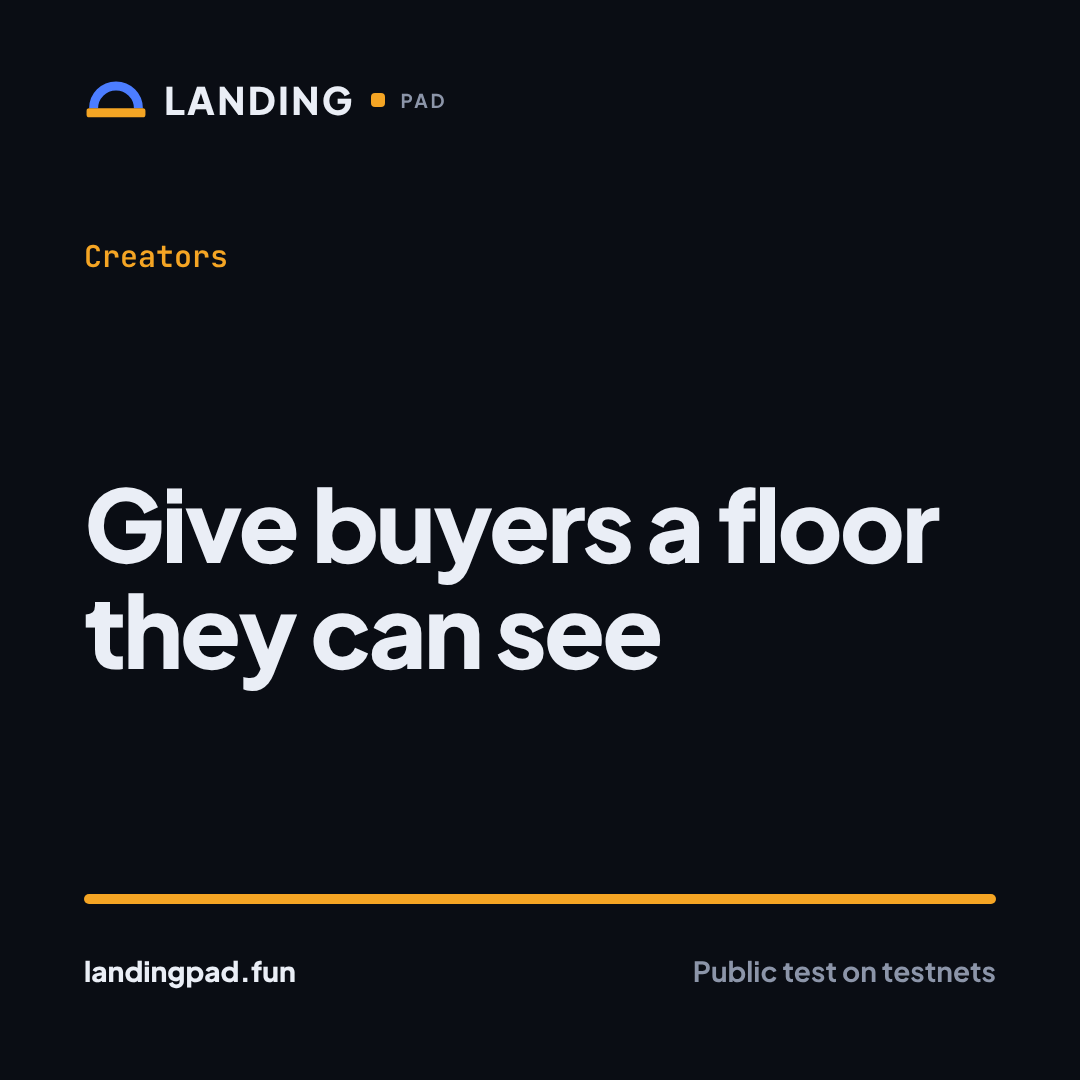 LANDING PAD
Creators
Give buyers a floor
they can see
landingpad.fun
Public test on testnets